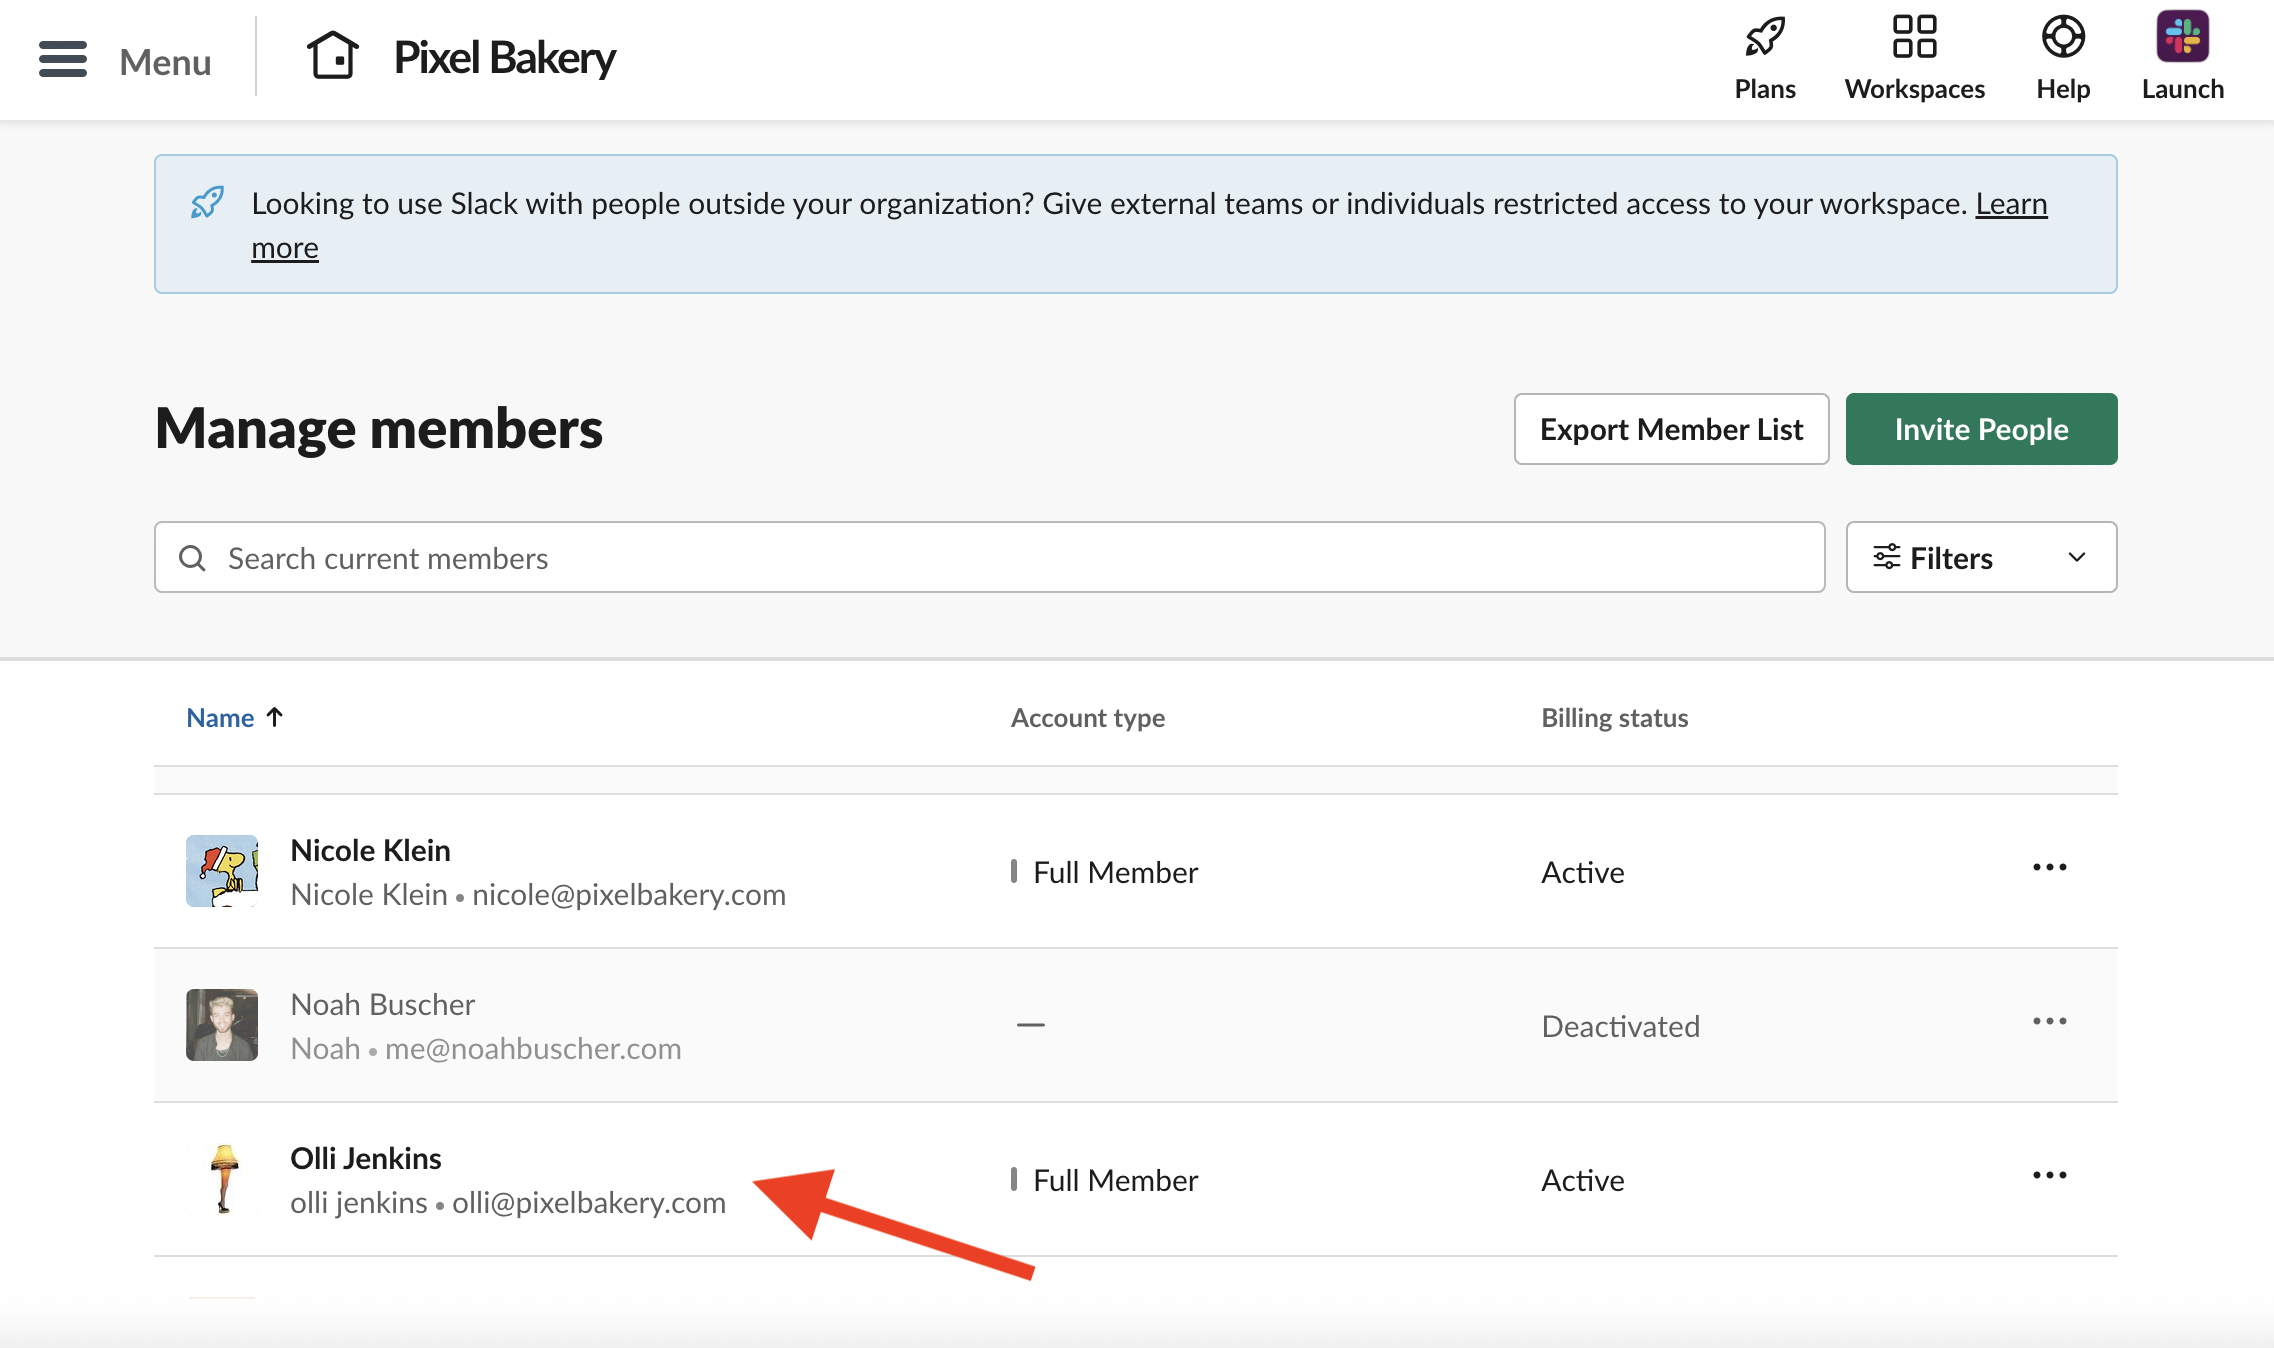 Menu
Pixel Bakery
Plans
Workspaces
Help
Launch
Looking to use Slack with people outside your organization? Give external teams or individuals restricted access to your workspace. Learn
more
Manage members
Export Member List
Invite People
Search current members
Filters
Name
Account type
Billing status
Nicole Klein
Nicole Klein • nicole@pixelbakery.com
Full Member
Active
Noah Buscher
Noah • me@noahbuscher.com
—
Deactivated
Olli Jenkins
olli jenkins • olli@pixelbakery.com
Full Member
Active